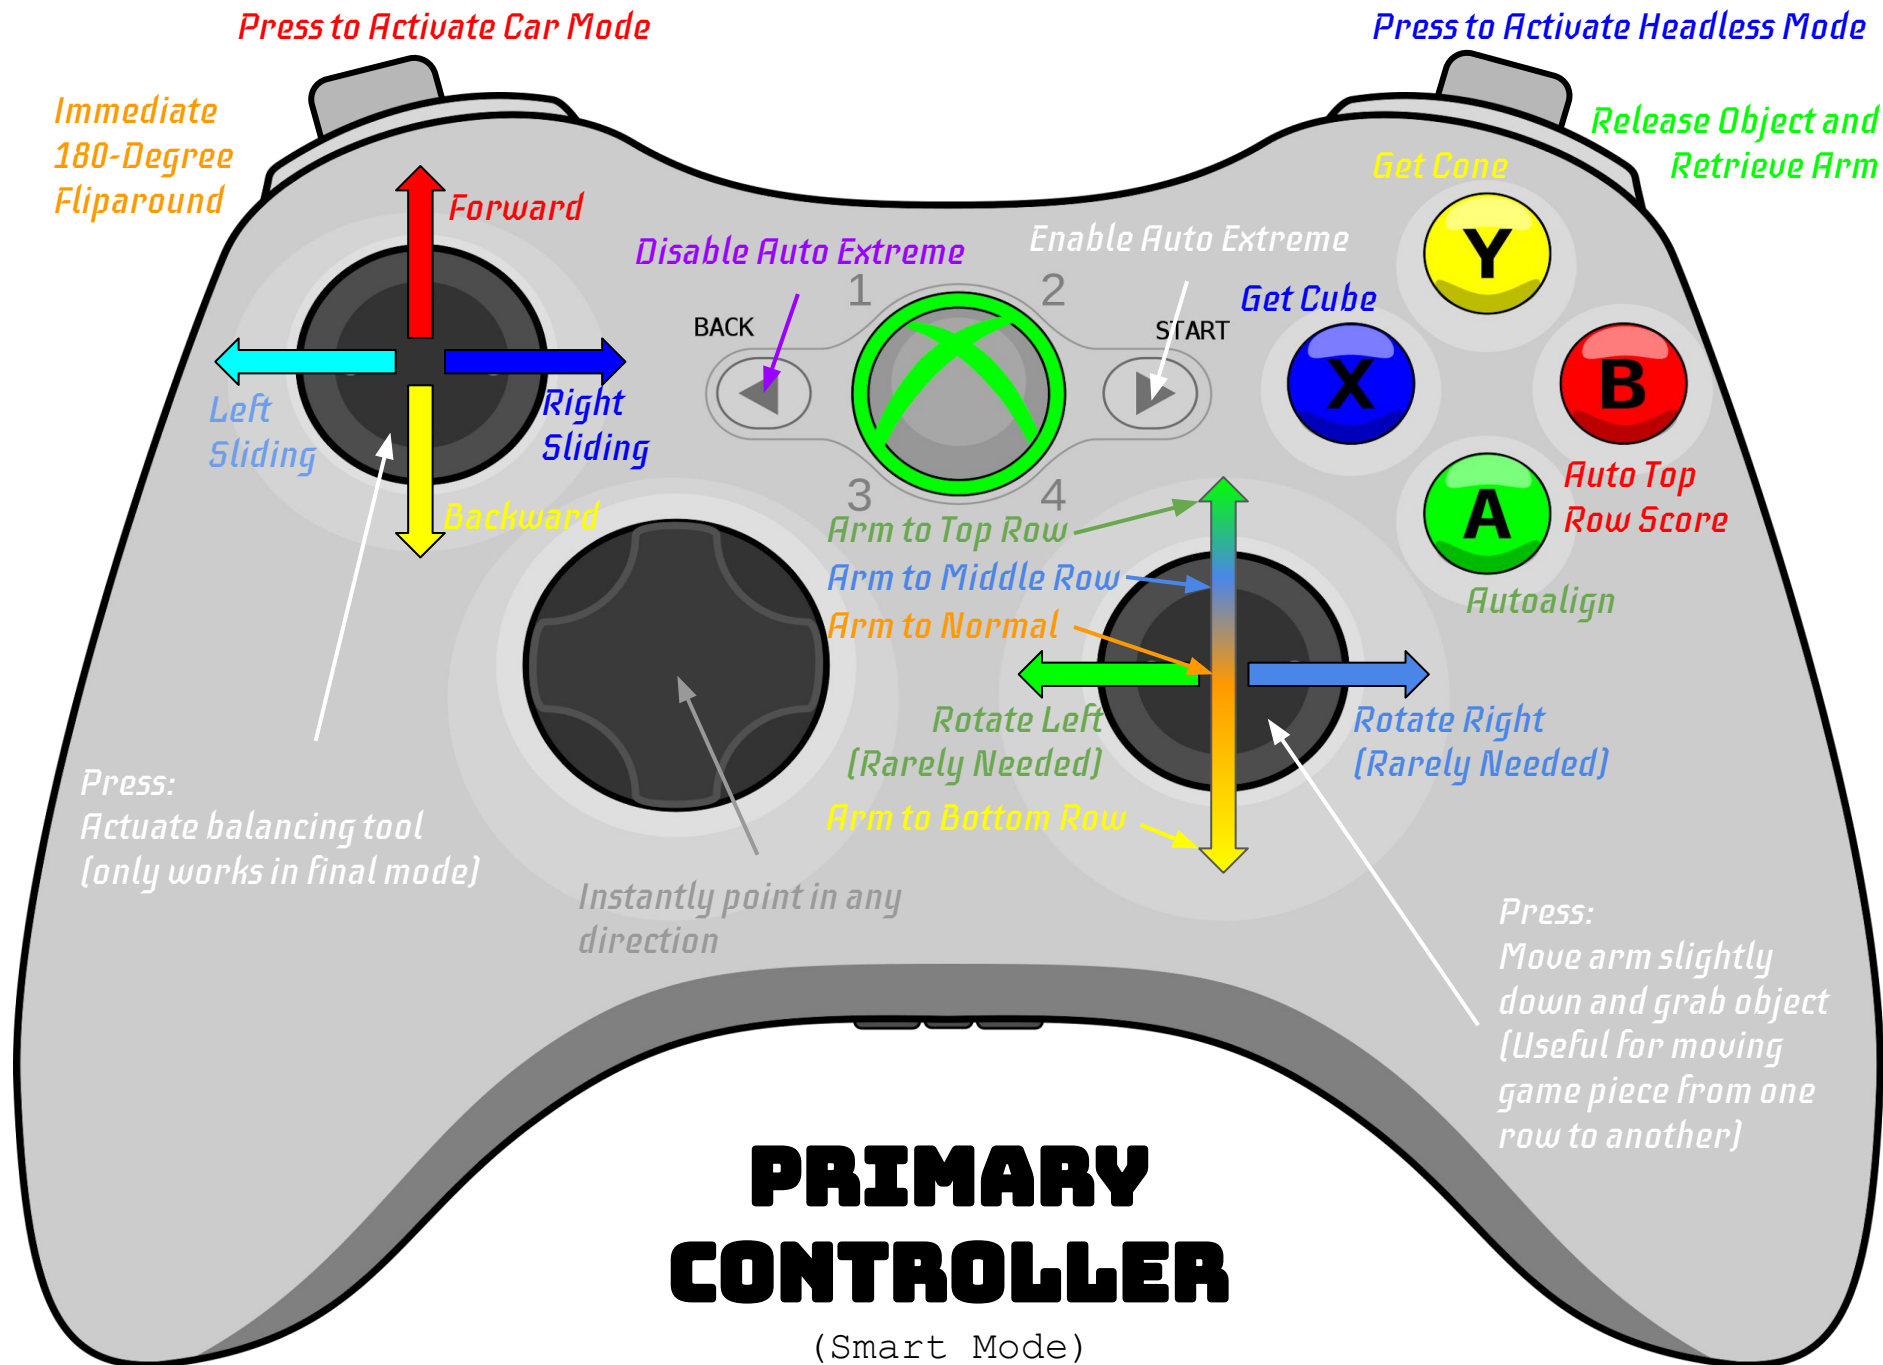 Press to Activate Car Mode
Press to Activate Headless Mode
Immediate
180-Degree
Fliparound
Release Object and
Retrieve Arm
Get Cone
Y
Forward
Disable Auto Extreme
Enable Auto Extreme
1
2
Get Cube
BACK
START
X
B
Left
Sliding
Right
Sliding
Backward
3
4
A
Auto Top
Row Score
Arm to Top Row
Arm to Middle Row
Arm to Normal
Autoalign
Rotate Left
(Rarely Needed)
Rotate Right
(Rarely Needed)
Arm to Bottom Row
Press:
Actuate balancing tool
(only works in final mode)
Instantly point in any
direction
Press:
Move arm slightly
down and grab object
(Useful for moving
game piece from one
row to another)
PRIMARY
CONTROLLER
(Smart Mode)